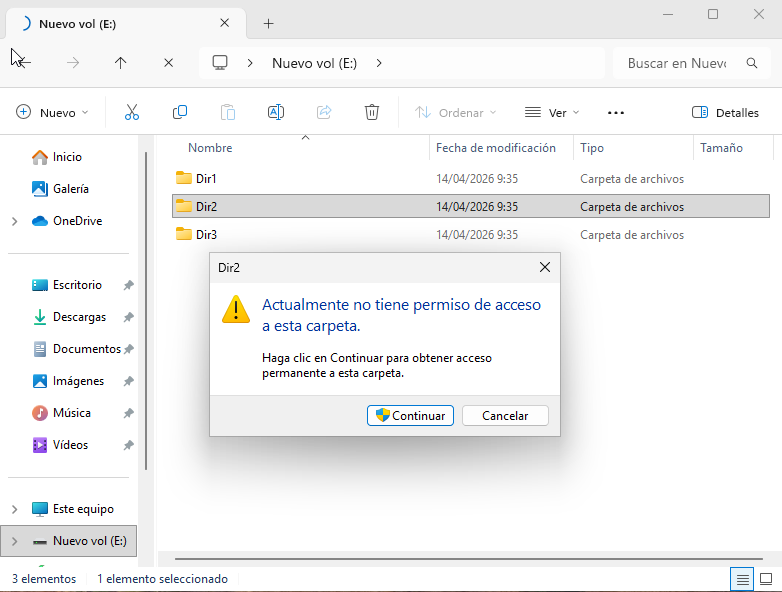 Nuevo vol (E:)
Nuevo vol (E:)
Buscar en Nuevo
Nuevo
Ordenar
Ver
Detalles
Nombre
Fecha de modificación
Tipo
Tamaño
Inicio
Galería
OneDrive
Escritorio
Descargas
Documentos
Imágenes
Música
Vídeos
Este equipo
Nuevo vol (E:)
Dir1 14/04/2026 9:35 Carpeta de archivos
Dir2 14/04/2026 9:35 Carpeta de archivos
Dir3 14/04/2026 9:35 Carpeta de archivos
Dir2
Actualmente no tiene permiso de acceso
a esta carpeta.
Haga clic en Continuar para obtener acceso
permanente a esta carpeta.
Continuar
Cancelar
3 elementos
1 elemento seleccionado